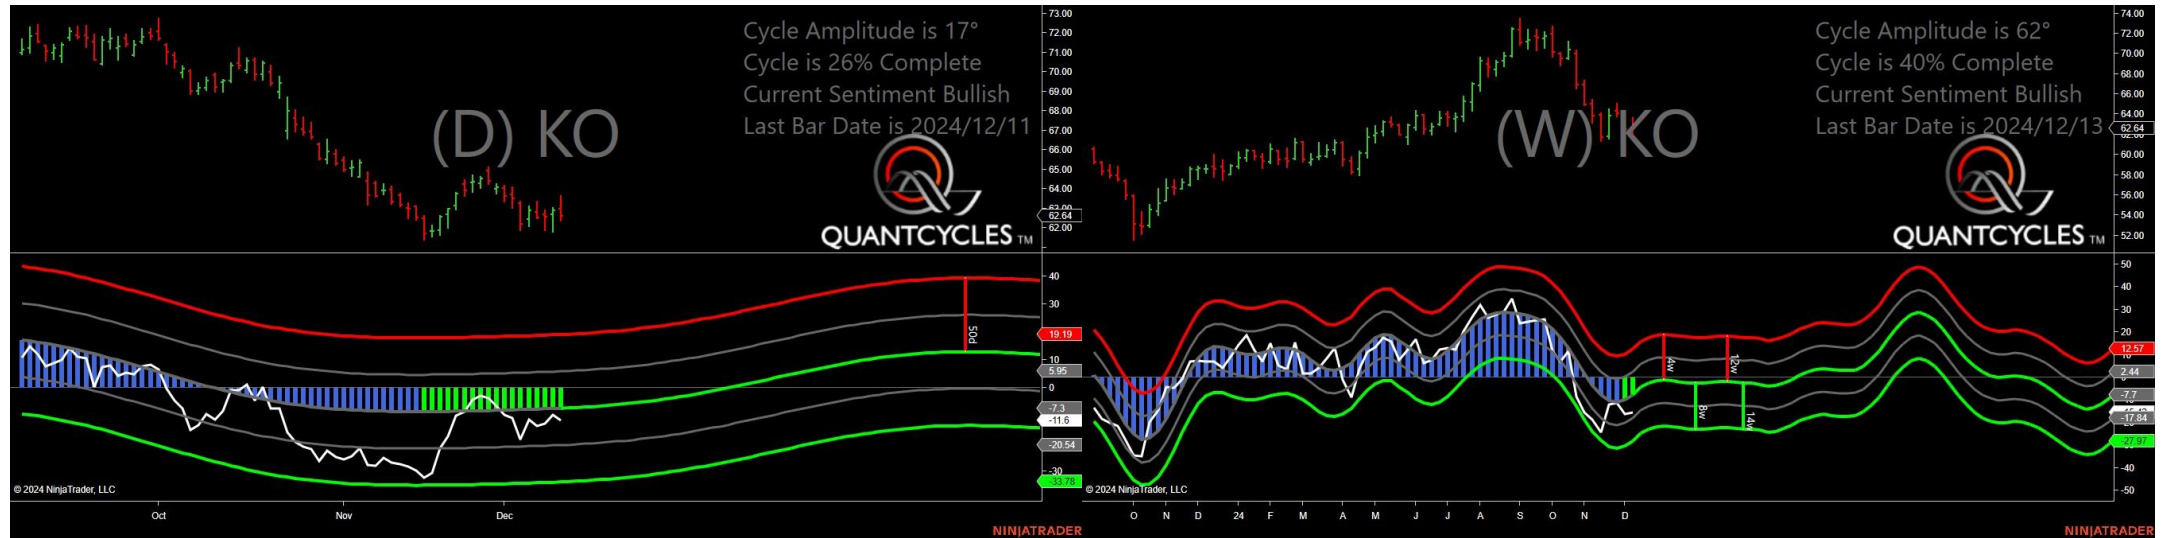 73.00
72.00
71.00
70.00
69.00
68.00
67.00
66.00
65.00
64.00
62.64
62.00
Cycle Amplitude is 17°
Cycle is 26% Complete
Current Sentiment Bullish
Last Bar Date is 2024/12/11
(D) KO
QUANTCYCLES TM
40
30
19.19
10
5.95
0
-7.3
-11.6
-20.54
-30
-33.78
50d
© 2024 NinjaTrader, LLC
Oct
Nov
Dec
NINJATRADER
74.00
72.00
70.00
68.00
66.00
64.00
62.64
60.00
58.00
56.00
54.00
52.00
Cycle Amplitude is 62°
Cycle is 40% Complete
Current Sentiment Bullish
Last Bar Date is 2024/12/13
(W) KO
QUANTCYCLES TM
50
40
30
20
12.57
2.44
-7.7
-17.84
-27.97
-40
-50
4w
12w
8w
14w
© 2024 NinjaTrader, LLC
O N D 24 F M A M J J A S O N D
NINJATRADER